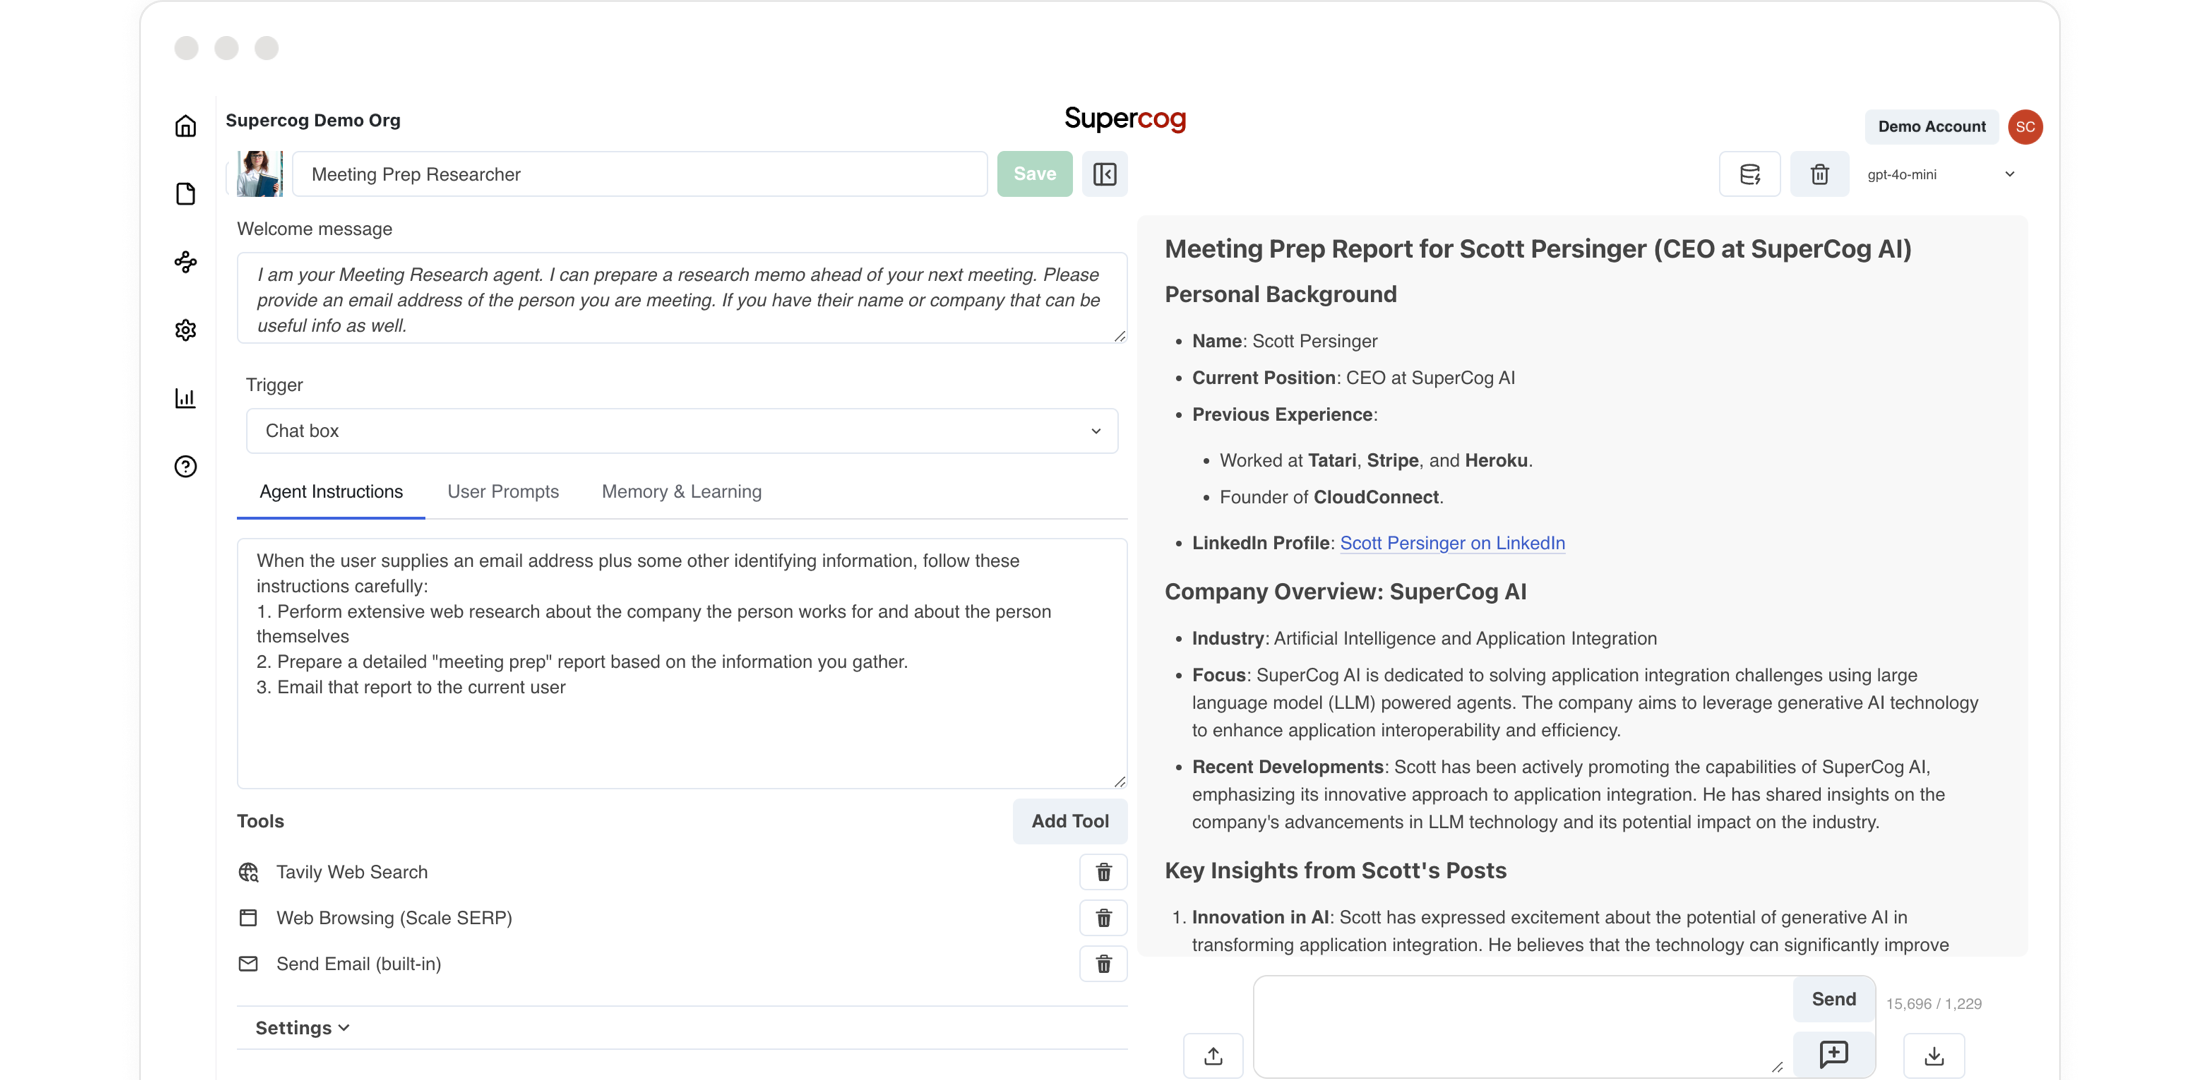 Supercog Demo Org
Supercog
Demo Account
SC
Meeting Prep Researcher
Save
gpt-4o-mini
Welcome message
I am your Meeting Research agent. I can prepare a research memo ahead of your next meeting. Please
provide an email address of the person you are meeting. If you have their name or company that can be
useful info as well.
Trigger
Chat box
Agent Instructions
User Prompts
Memory & Learning
When the user supplies an email address plus some other identifying information, follow these
instructions carefully:
1. Perform extensive web research about the company the person works for and about the person
themselves
2. Prepare a detailed "meeting prep" report based on the information you gather.
3. Email that report to the current user
Tools
Add Tool
Tavily Web Search
Web Browsing (Scale SERP)
Send Email (built-in)
Settings
Meeting Prep Report for Scott Persinger (CEO at SuperCog AI)
Personal Background
• Name: Scott Persinger
• Current Position: CEO at SuperCog AI
• Previous Experience:
• Worked at Tatari, Stripe, and Heroku.
• Founder of CloudConnect.
• LinkedIn Profile: Scott Persinger on LinkedIn
Company Overview: SuperCog AI
• Industry: Artificial Intelligence and Application Integration
• Focus: SuperCog AI is dedicated to solving application integration challenges using large
language model (LLM) powered agents. The company aims to leverage generative AI technology
to enhance application interoperability and efficiency.
• Recent Developments: Scott has been actively promoting the capabilities of SuperCog AI,
emphasizing its innovative approach to application integration. He has shared insights on the
company's advancements in LLM technology and its potential impact on the industry.
Key Insights from Scott's Posts
1. Innovation in AI: Scott has expressed excitement about the potential of generative AI in
transforming application integration. He believes that the technology can significantly improve
Send
15,696 / 1,229